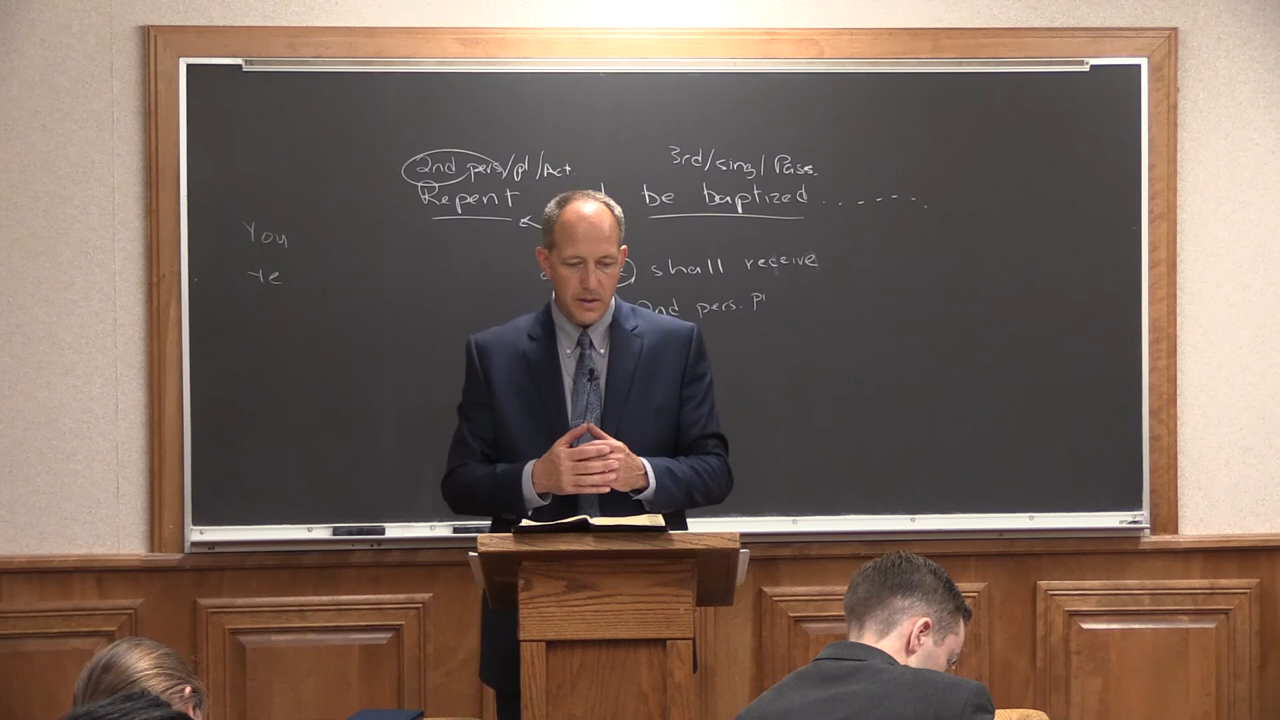 2nd pers/pl/Act.
3rd/sing/Pass.
Repent be baptized . . - - - - . .
You
shall receive
Ye
2nd pers. pl